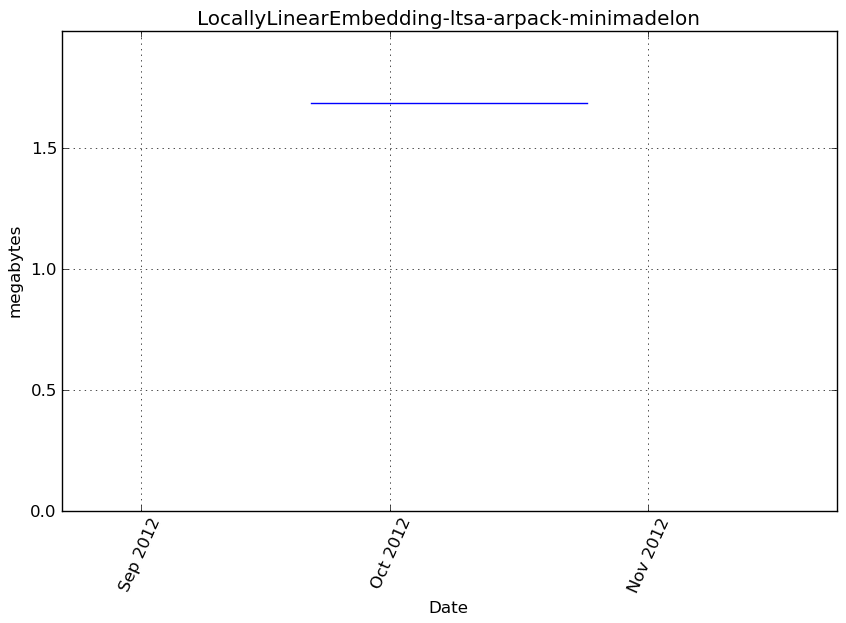 LocallyLinearEmbedding-ltsa-arpack-minimadelon
megabytes
1.5
1.0
0.5
0.0
Sep 2012
Oct 2012
Nov 2012
Date